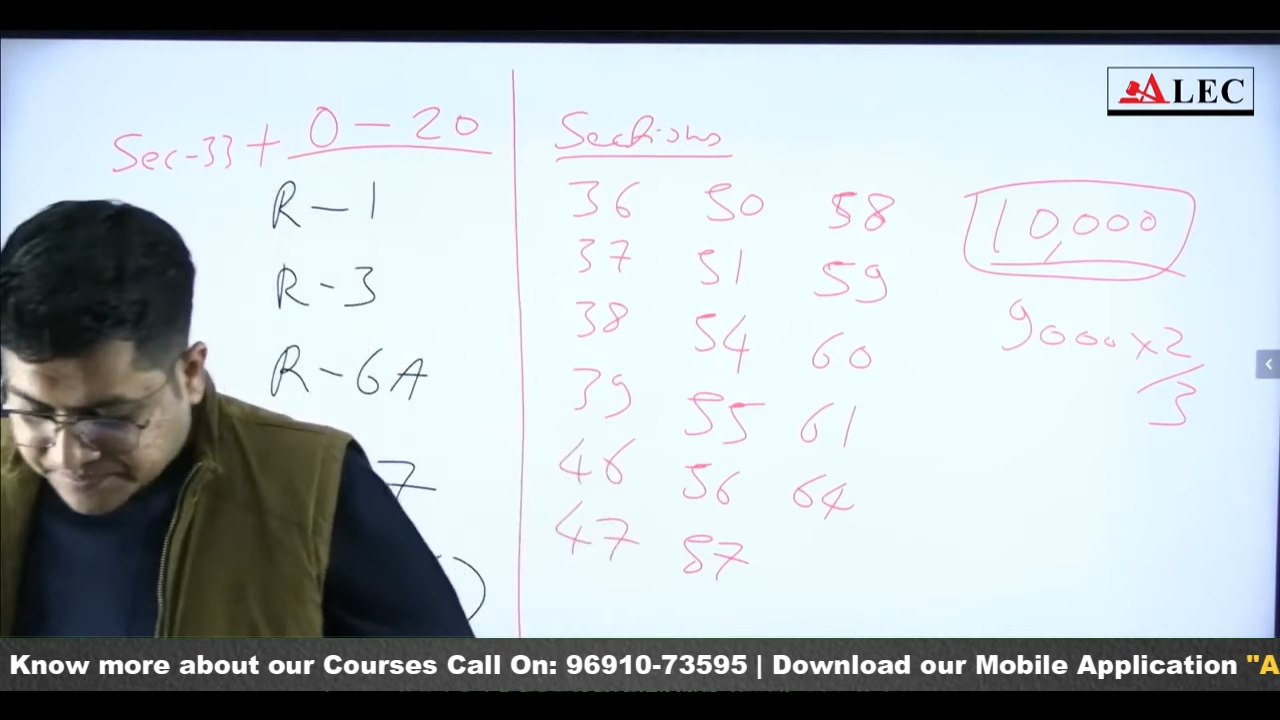 ALEC
Sec-33 + 0 - 20
R - 1
R - 3
R - 6A
7
Sections
36 50 58
37 51 59
38 54 60
39 55 61
46 56 64
47 57
10,000
9000 x 2
/3
Know more about our Courses Call On: 96910-73595 | Download our Mobile Application "A